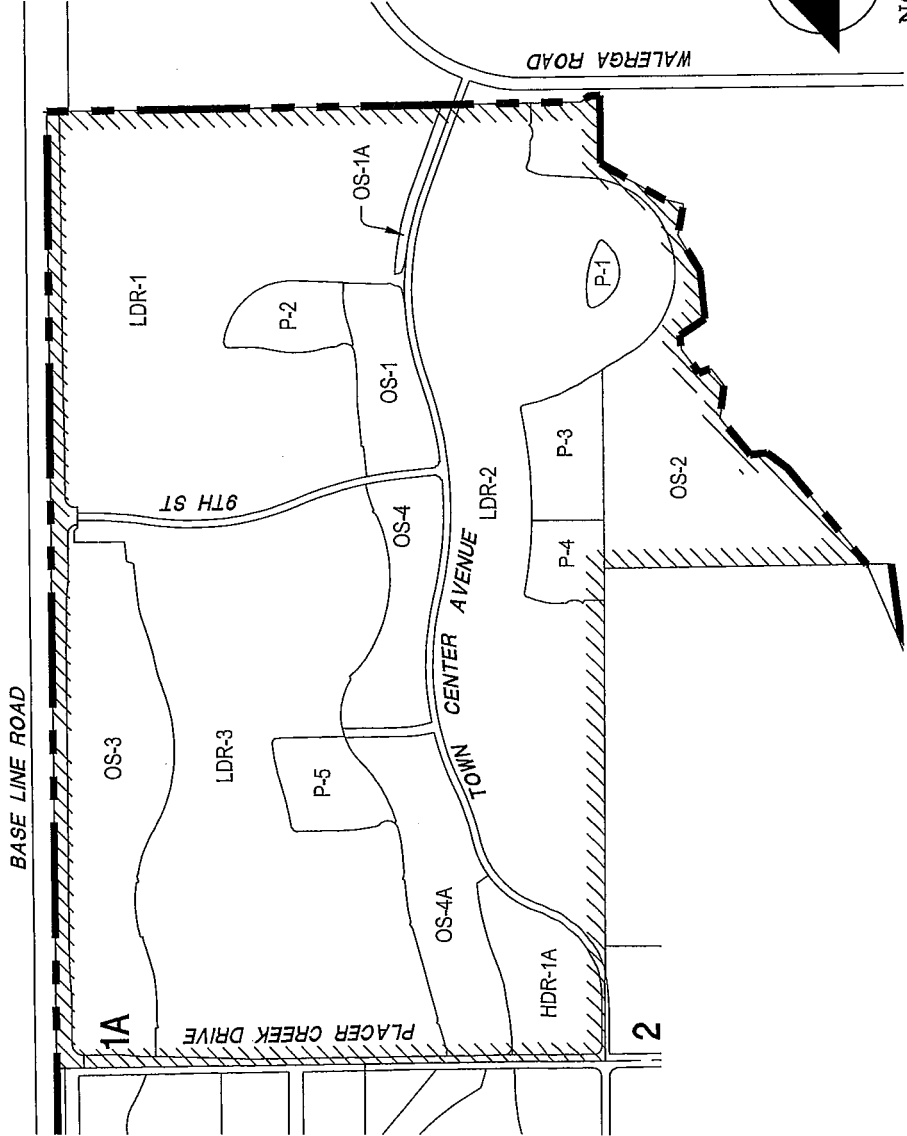 BASE LINE ROAD
WALERGA ROAD
LDR-1
OS-1A
P-2
OS-1
9TH ST
OS-4
OS-3
LDR-3
P-5
TOWN CENTER AVENUE
LDR-2
P-1
P-3
P-4
OS-2
OS-4A
HDR-1A
PLACER CREEK DRIVE
1A
2